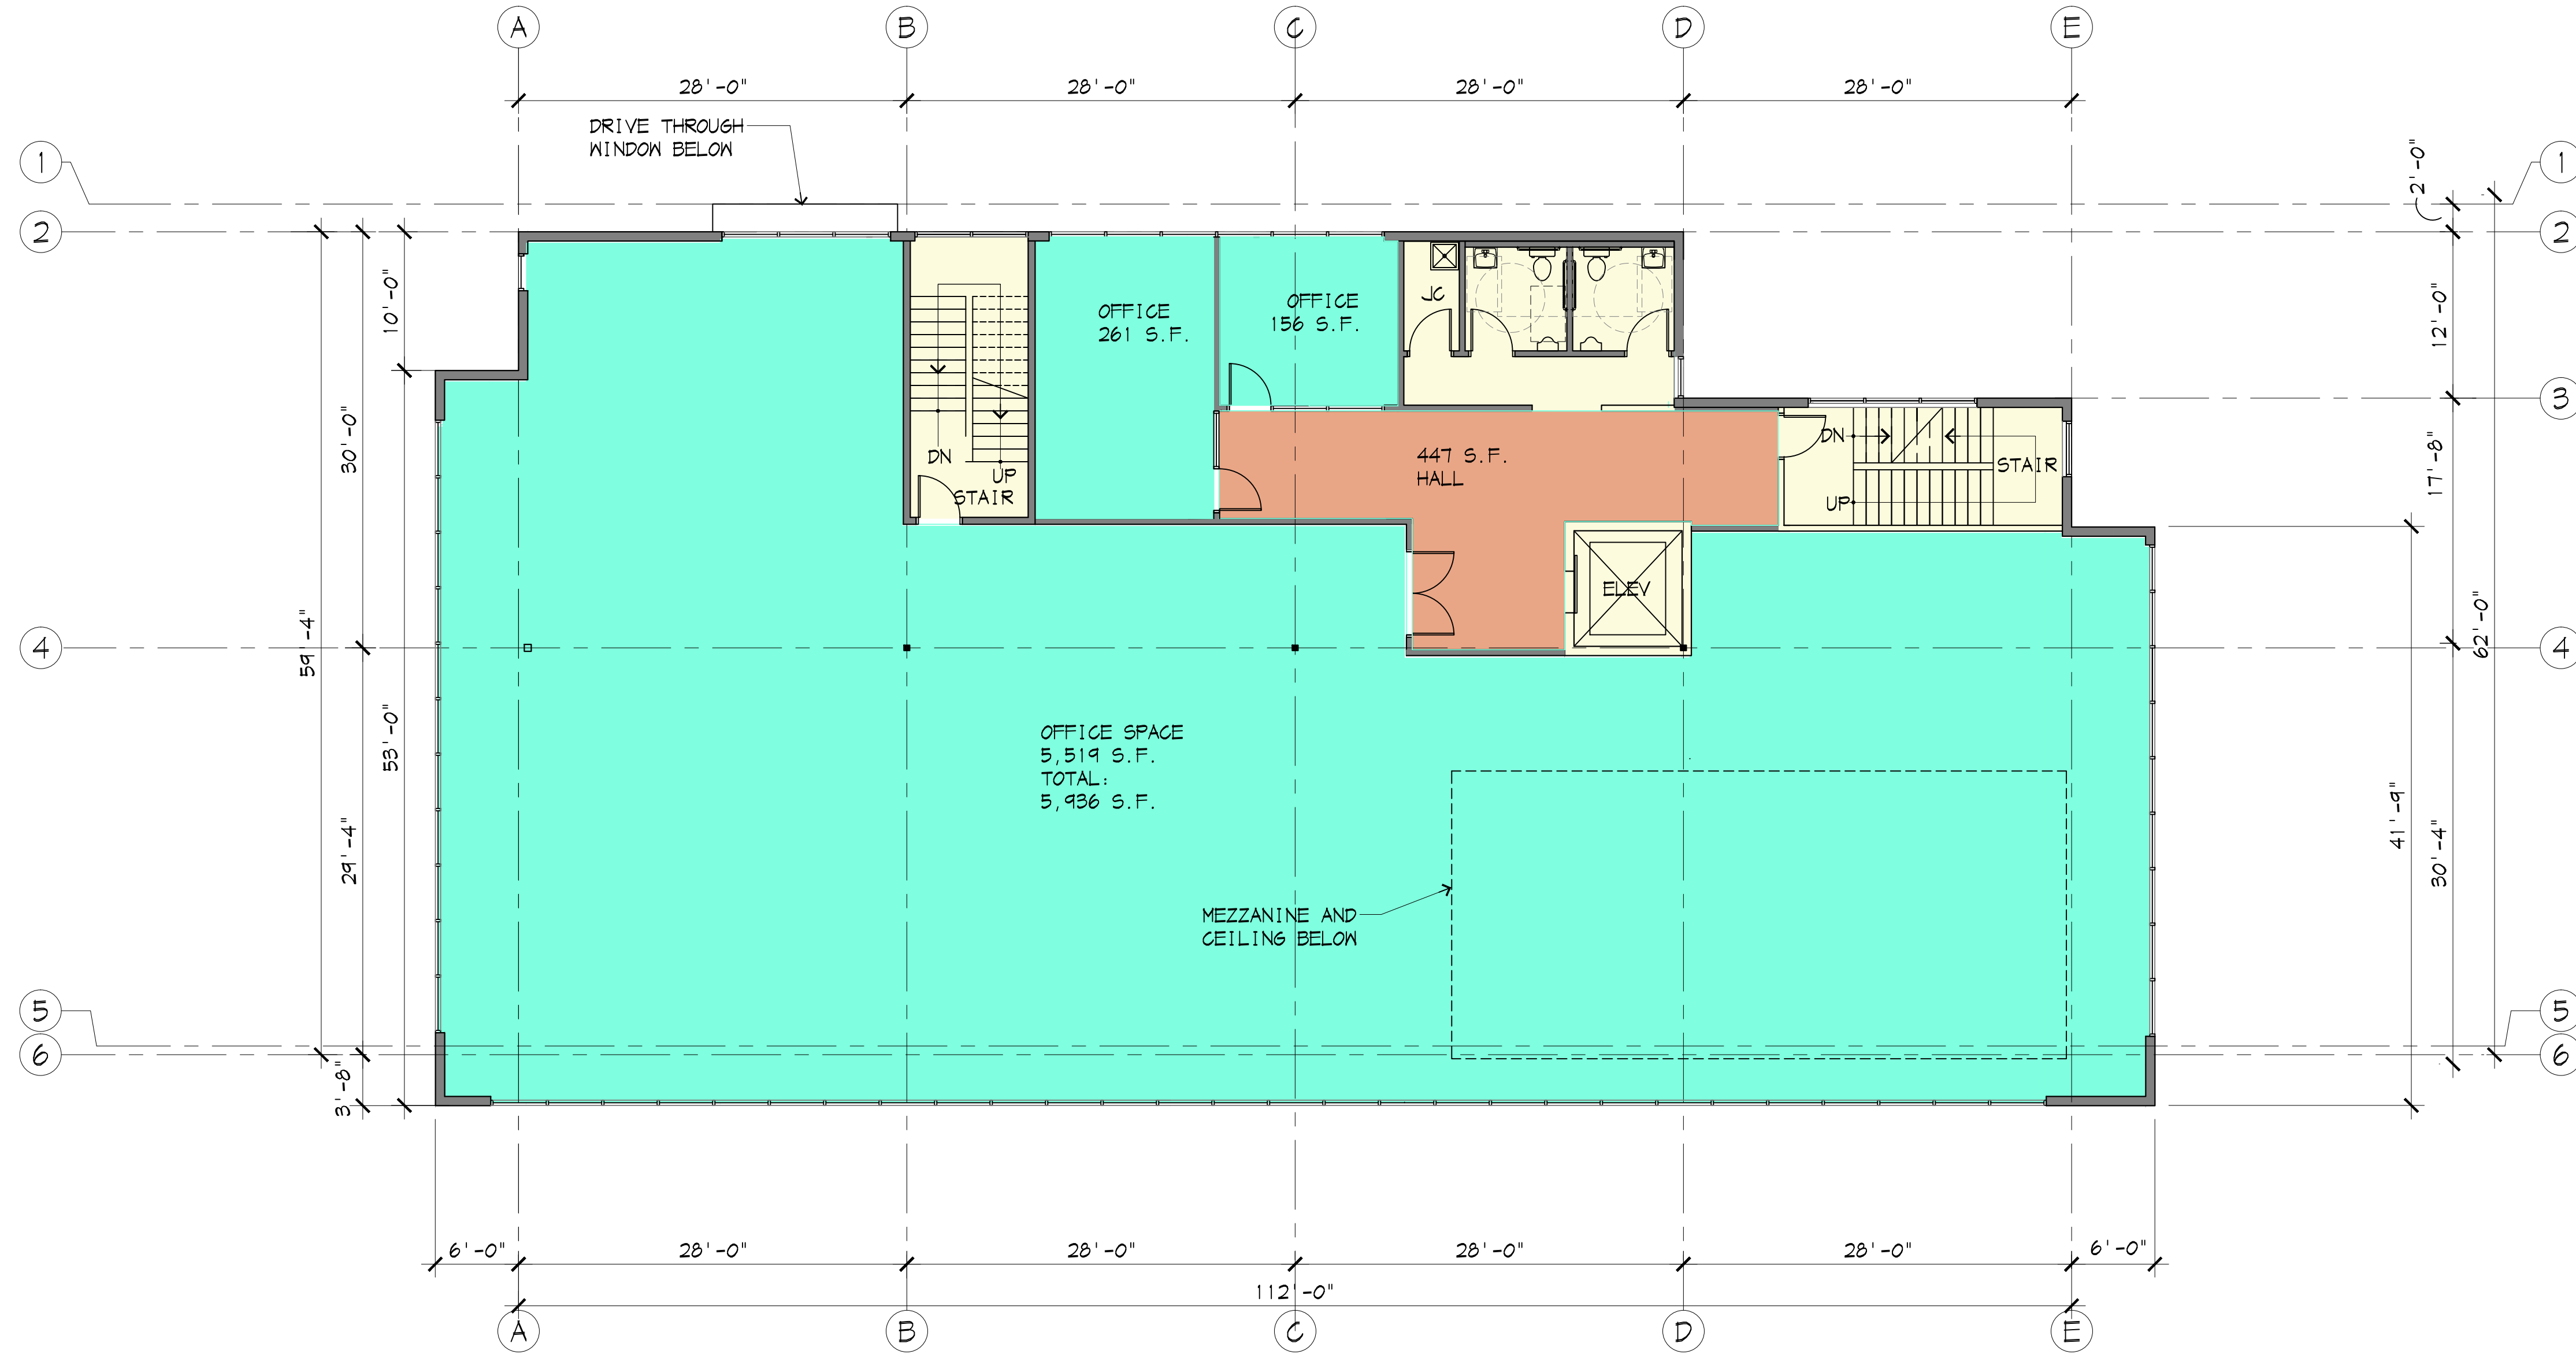 A B C D E
28'-0" 28'-0" 28'-0" 28'-0"
DRIVE THROUGH
WINDOW BELOW
1 1
2'-0"
2 2
10'-0"
12'-0"
OFFICE
261 S.F.
OFFICE
156 S.F.
JC
3
30'-0"
17'-8"
DN
UP
STAIR
447 S.F.
HALL
DN
UP
STAIR
ELEV
59'-4"
62'-0"
4 4
53'-0"
OFFICE SPACE
5,519 S.F.
TOTAL:
5,936 S.F.
29'-4"
41'-9"
30'-4"
MEZZANINE AND
CEILING BELOW
5 5
6 6
3'-8"
6'-0" 28'-0" 28'-0" 28'-0" 28'-0" 6'-0"
112'-0"
A B C D E